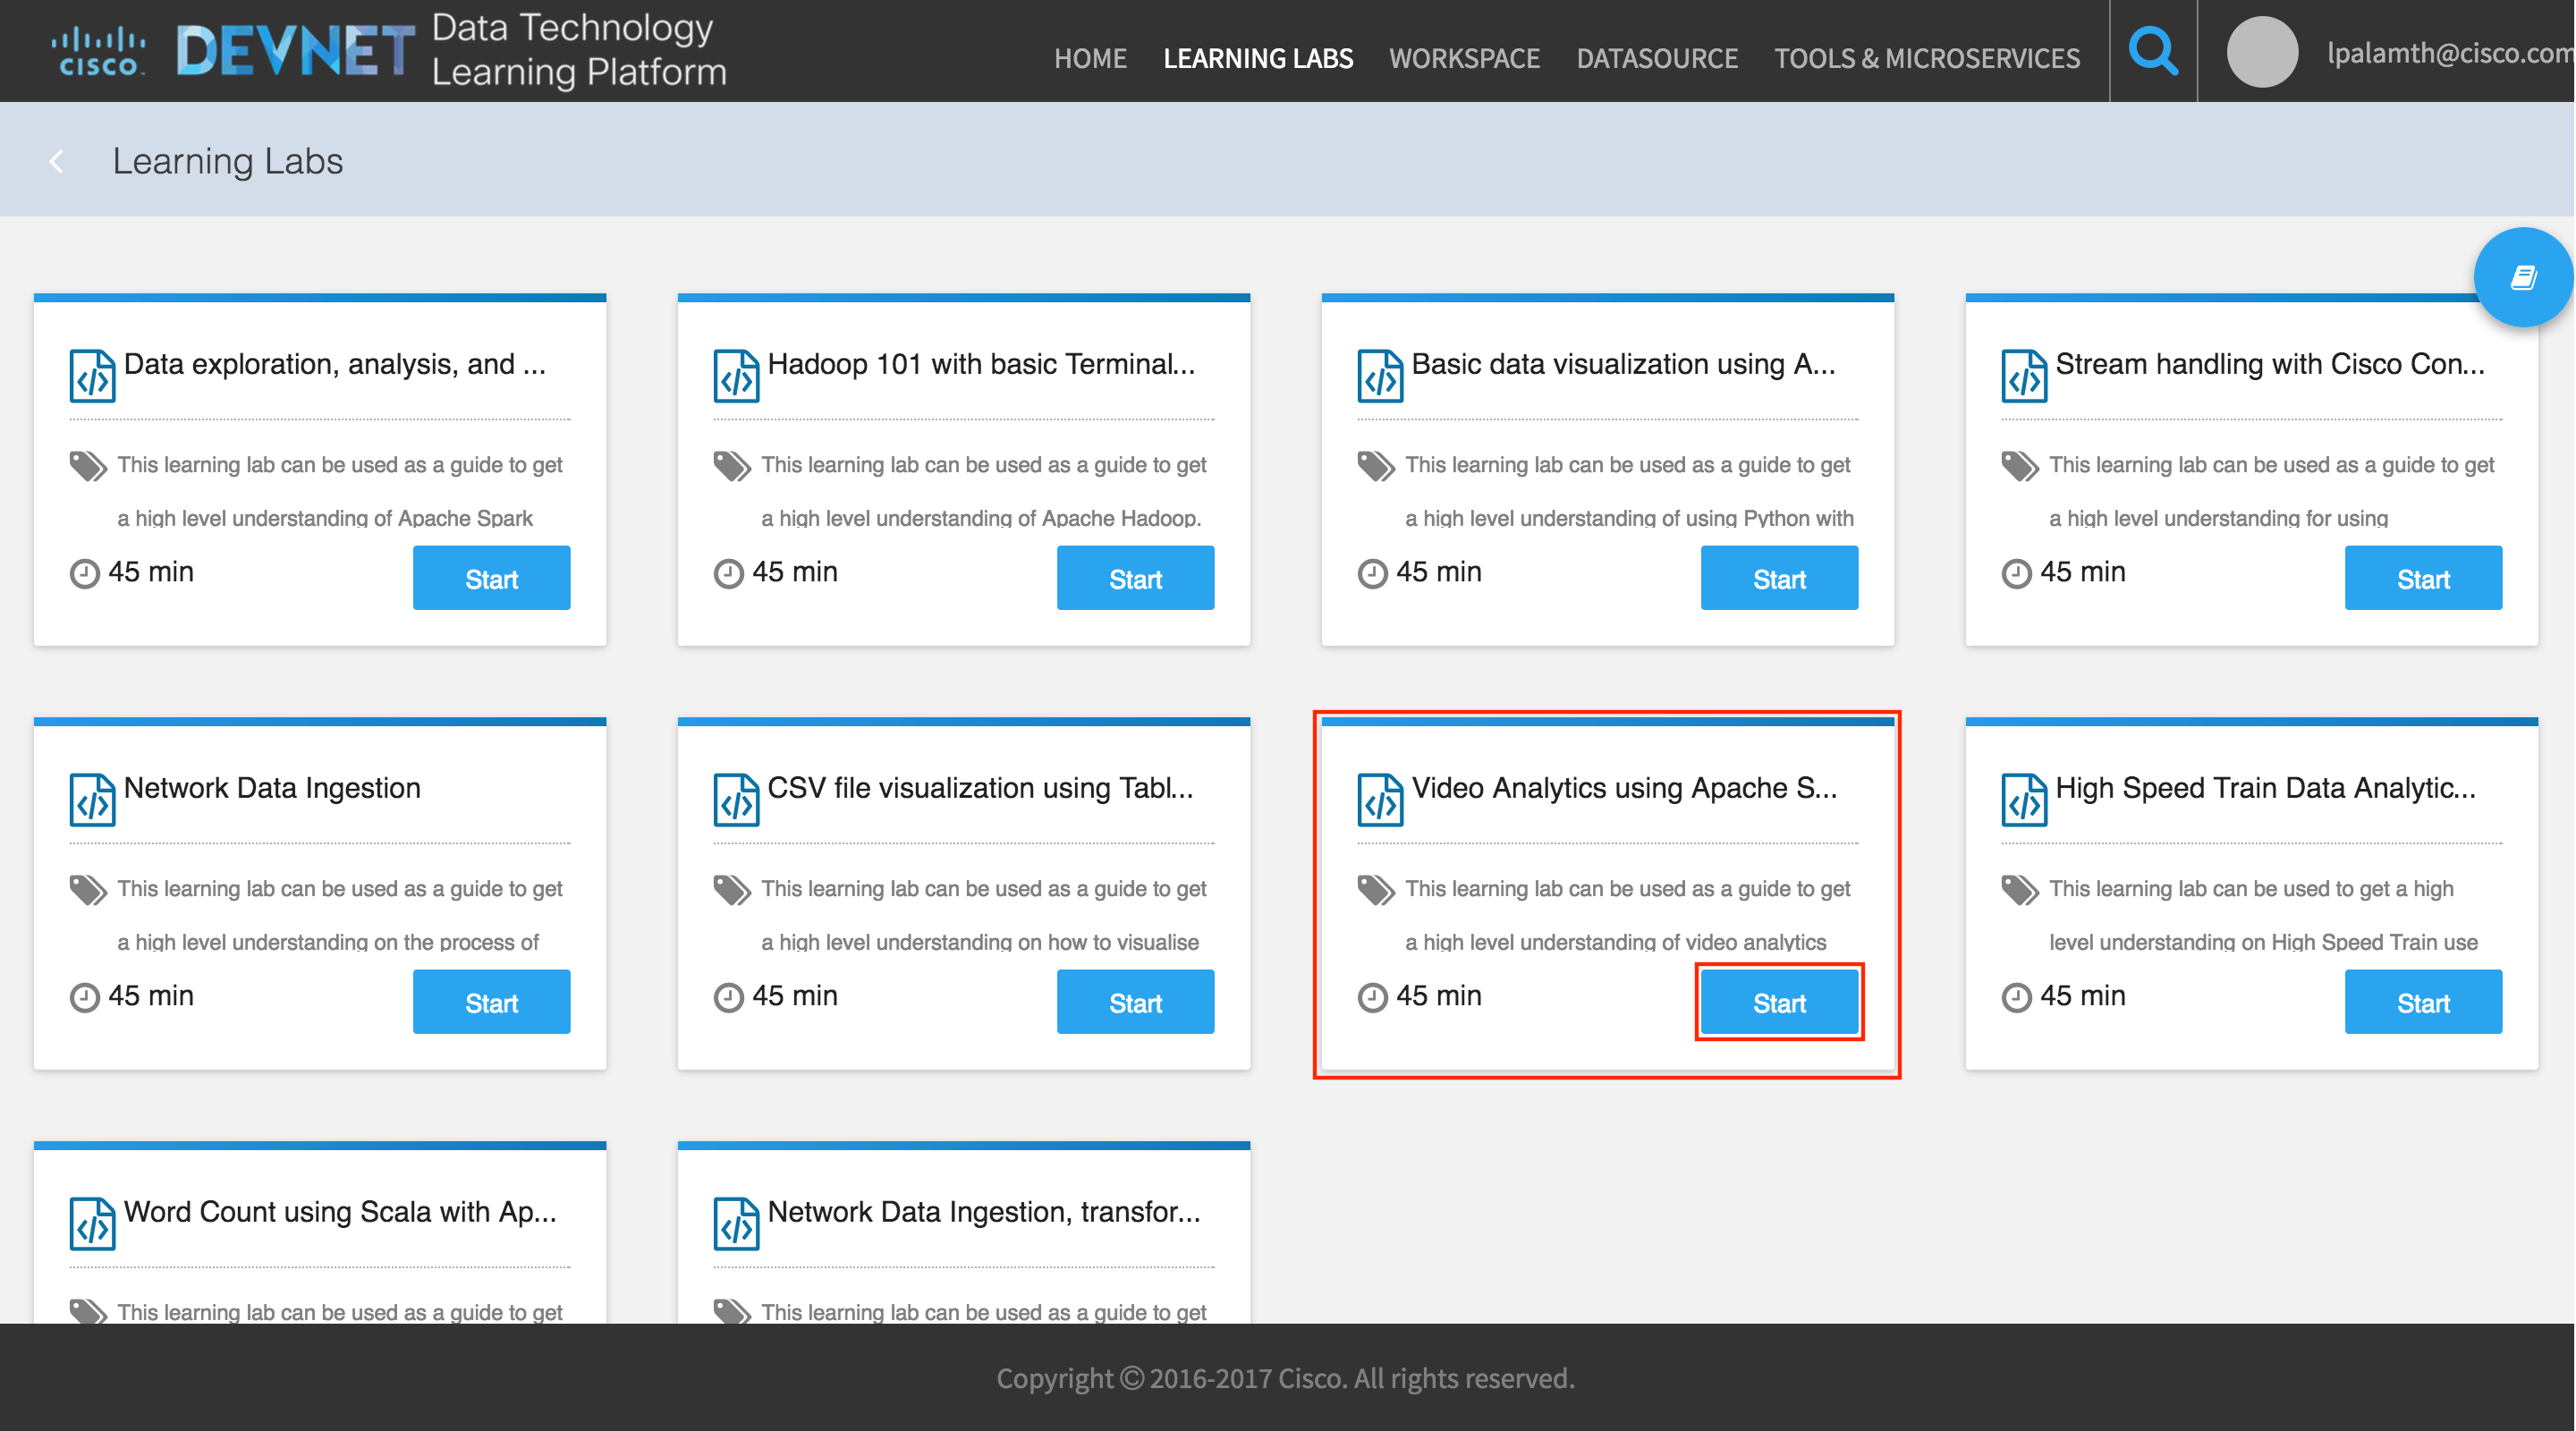 CISCO DEVNET Data Technology
Learning Platform
HOME LEARNING LABS WORKSPACE DATASOURCE TOOLS & MICROSERVICES lpalamth@cisco.com
Learning Labs
Data exploration, analysis, and ...
This learning lab can be used as a guide to get
a high level understanding of Apache Spark
45 min Start
Hadoop 101 with basic Terminal...
This learning lab can be used as a guide to get
a high level understanding of Apache Hadoop.
45 min Start
Basic data visualization using A...
This learning lab can be used as a guide to get
a high level understanding of using Python with
45 min Start
Stream handling with Cisco Con...
This learning lab can be used as a guide to get
a high level understanding for using
45 min Start
Network Data Ingestion
This learning lab can be used as a guide to get
a high level understanding on the process of
45 min Start
CSV file visualization using Tabl...
This learning lab can be used as a guide to get
a high level understanding on how to visualise
45 min Start
Video Analytics using Apache S...
This learning lab can be used as a guide to get
a high level understanding of video analytics
45 min Start
High Speed Train Data Analytic...
This learning lab can be used to get a high
level understanding on High Speed Train use
45 min Start
Word Count using Scala with Ap...
This learning lab can be used as a guide to get
Network Data Ingestion, transfor...
This learning lab can be used as a guide to get
Copyright © 2016-2017 Cisco. All rights reserved.